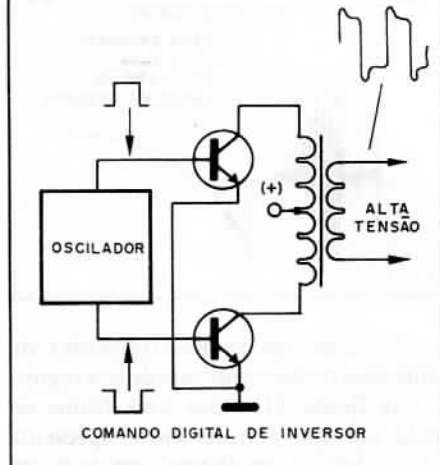 (+)
ALTA
TENSÃO
OSCILADOR
COMANDO DIGITAL DE INVERSOR